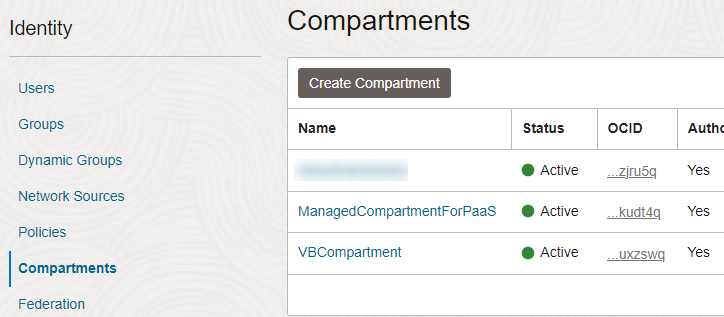 Identity
Users
Groups
Dynamic Groups
Network Sources
Policies
Compartments
Federation
Compartments
Create Compartment
Name Status OCID Autho
Active ...zjru5q Yes
ManagedCompartmentForPaaS Active ...kudt4q Yes
VBCompartment Active ...uxzswq Yes